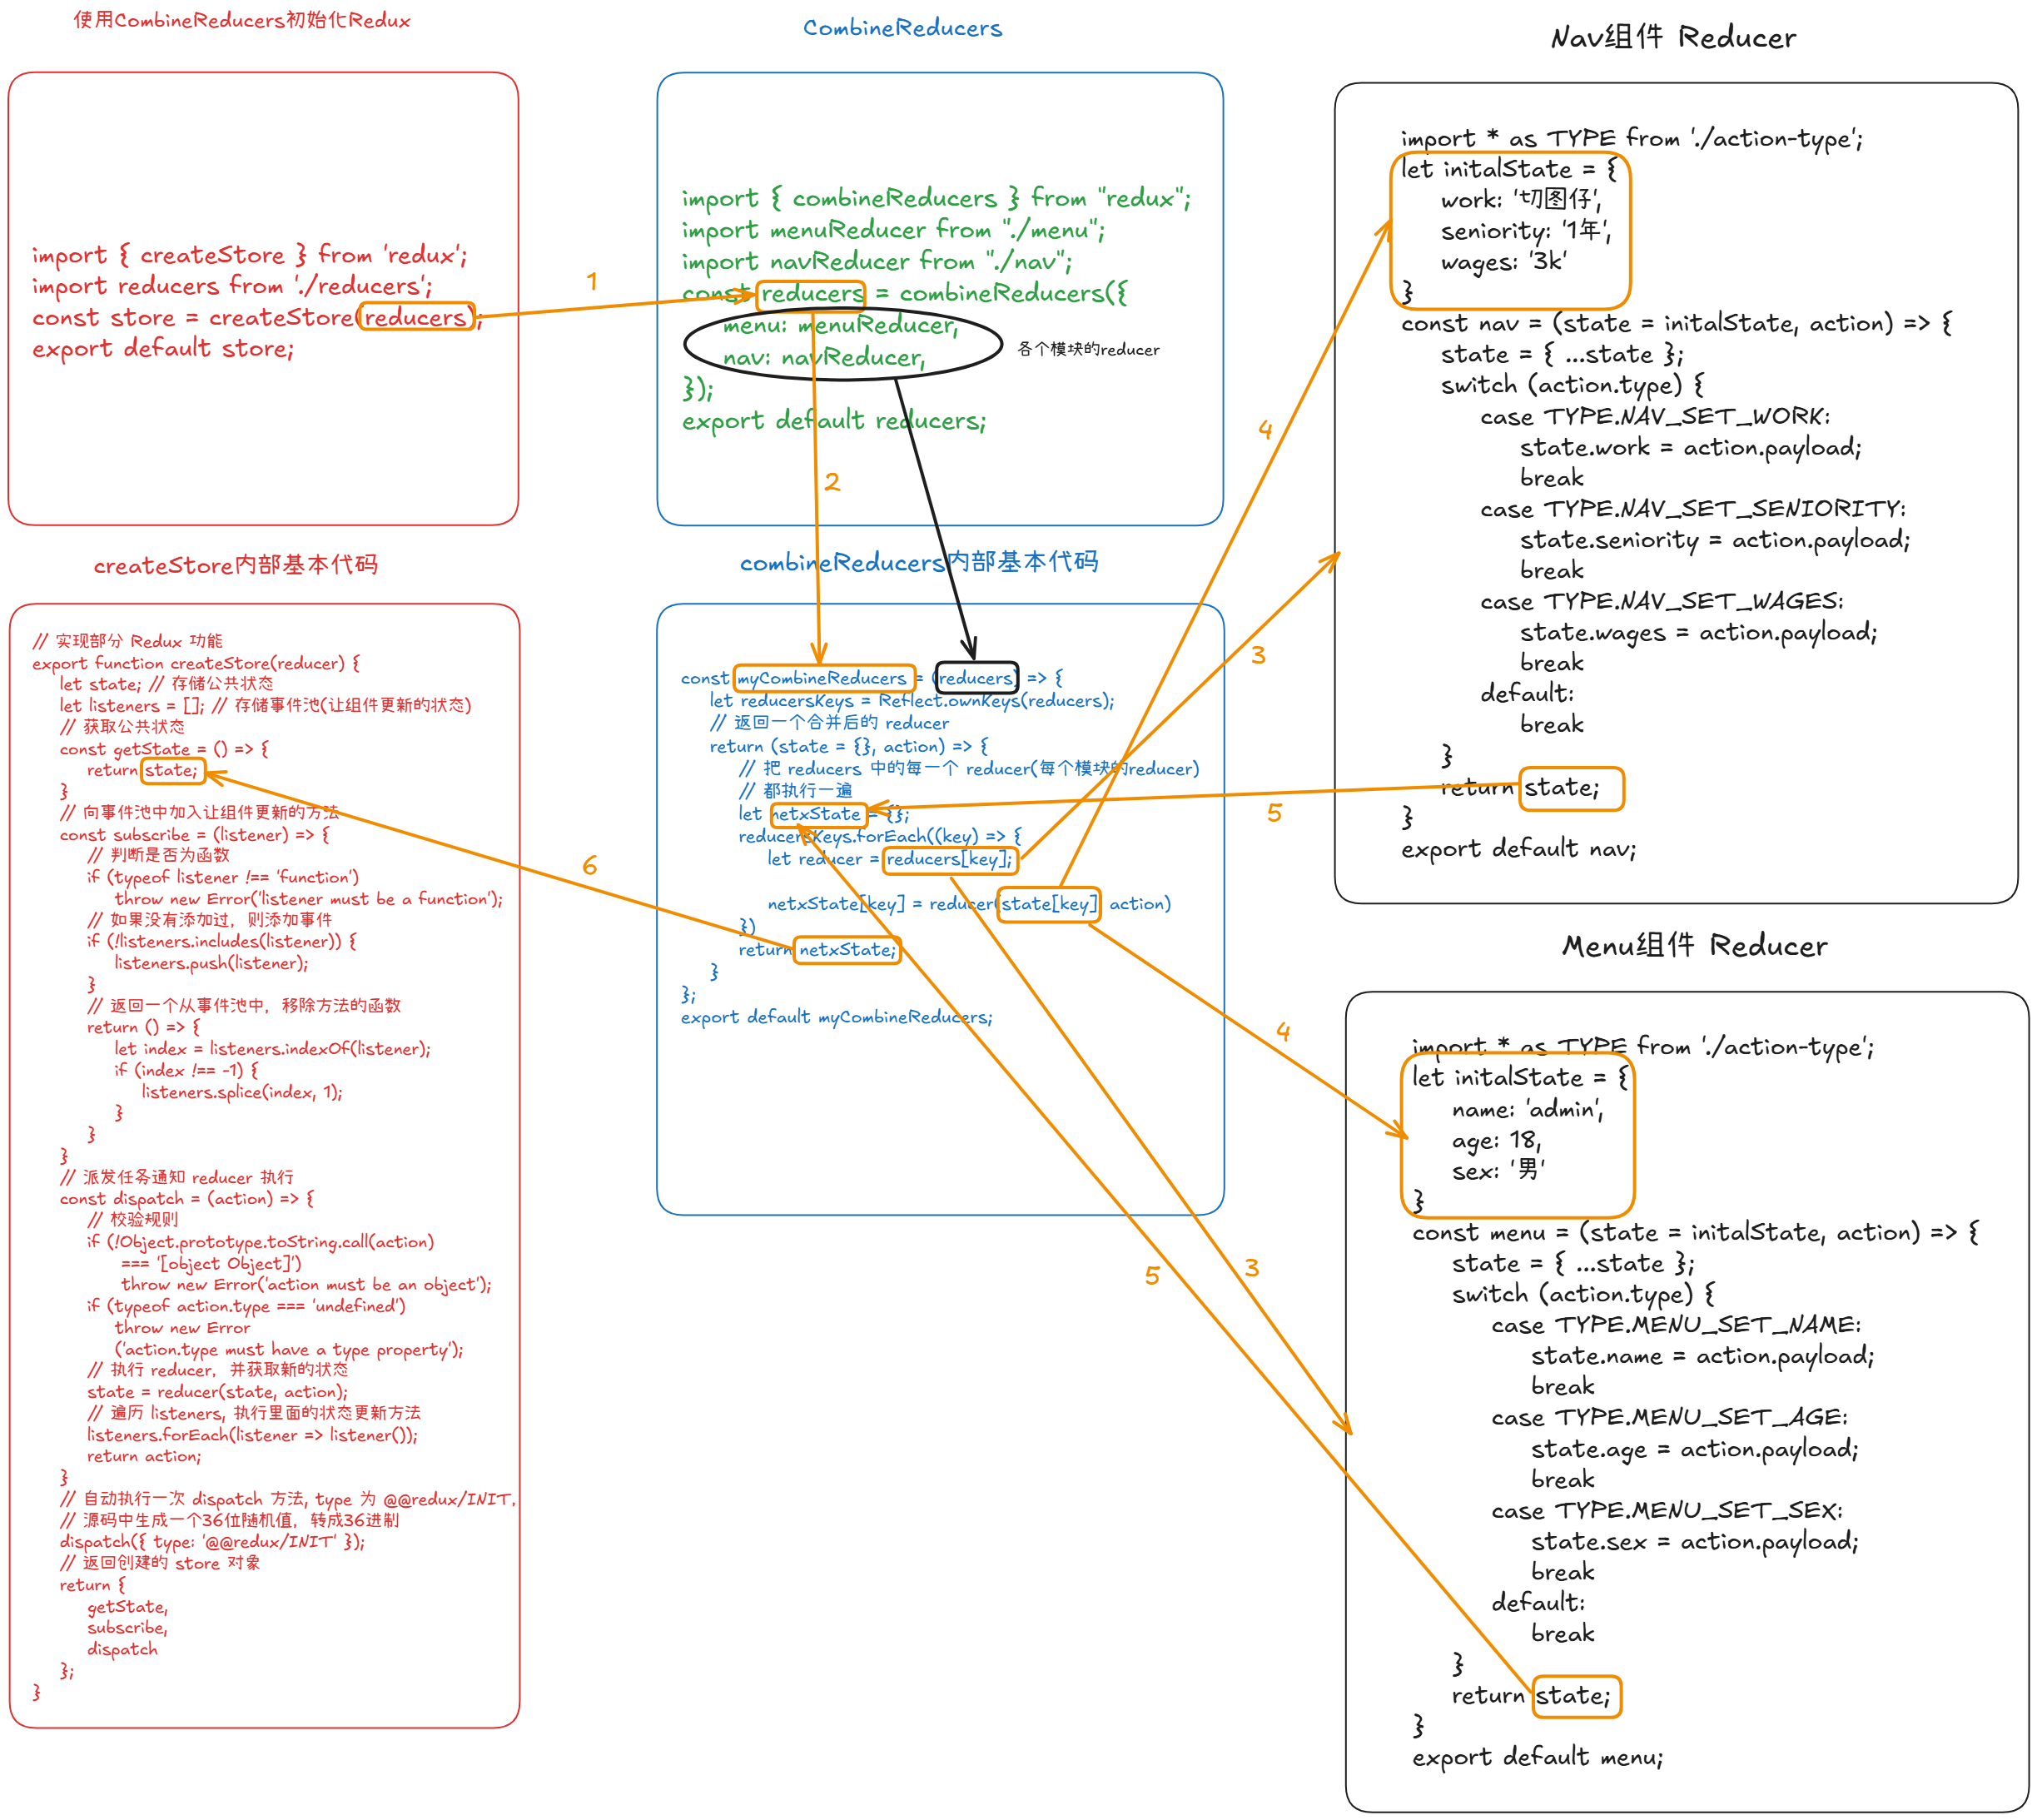 使用CombineReducers初始化Redux
import { createStore } from 'redux';
import reducers from './reducers';
const store = createStore(reducers);
export default store;
createStore内部基本代码
// 实现部分 Redux 功能
export function createStore(reducer) {
let state; // 存储公共状态
let listeners = []; // 存储事件池(让组件更新的状态)
// 获取公共状态
const getState = () => {
return state;
}
// 向事件池中加入让组件更新的方法
const subscribe = (listener) => {
// 判断是否为函数
if (typeof listener !== 'function')
throw new Error('listener must be a function');
// 如果没有添加过，则添加事件
if (!listeners.includes(listener)) {
listeners.push(listener);
}
// 返回一个从事件池中，移除方法的函数
return () => {
let index = listeners.indexOf(listener);
if (index !== -1) {
listeners.splice(index, 1);
}
}
}
// 派发任务通知 reducer 执行
const dispatch = (action) => {
// 校验规则
if (!Object.prototype.toString.call(action)
=== '[object Object]')
throw new Error('action must be an object');
if (typeof action.type === 'undefined')
throw new Error
('action.type must have a type property');
// 执行 reducer，并获取新的状态
state = reducer(state, action);
// 遍历 listeners, 执行里面的状态更新方法
listeners.forEach(listener => listener());
return action;
}
// 自动执行一次 dispatch 方法, type 为 @@redux/INIT，
// 源码中生成一个36位随机值，转成36进制
dispatch({ type: '@@redux/INIT' });
// 返回创建的 store 对象
return {
getState,
subscribe,
dispatch
};
}
1
6
CombineReducers
import { combineReducers } from "redux";
import menuReducer from "./menu";
import navReducer from "./nav";
const reducers = combineReducers({
menu: menuReducer,
nav: navReducer,
});
export default reducers;
各个模块的reducer
2
combineReducers内部基本代码
const myCombineReducers = (reducers) => {
let reducersKeys = Reflect.ownKeys(reducers);
// 返回一个合并后的 reducer
return (state = {}, action) => {
// 把 reducers 中的每一个 reducer(每个模块的reducer)
// 都执行一遍
let netxState = {};
reducersKeys.forEach((key) => {
let reducer = reducers[key];
netxState[key] = reducer(state[key], action)
})
return netxState;
}
};
export default myCombineReducers;
4
3
5
4
3
5
Nav组件 Reducer
import * as TYPE from './action-type';
let initalState = {
work: '切图仔',
seniority: '1年',
wages: '3k'
}
const nav = (state = initalState, action) => {
state = { ...state };
switch (action.type) {
case TYPE.NAV_SET_WORK:
state.work = action.payload;
break
case TYPE.NAV_SET_SENIORITY:
state.seniority = action.payload;
break
case TYPE.NAV_SET_WAGES:
state.wages = action.payload;
break
default:
break
}
return state;
}
export default nav;
Menu组件 Reducer
import * as TYPE from './action-type';
let initalState = {
name: 'admin',
age: 18,
sex: '男'
}
const menu = (state = initalState, action) => {
state = { ...state };
switch (action.type) {
case TYPE.MENU_SET_NAME:
state.name = action.payload;
break
case TYPE.MENU_SET_AGE:
state.age = action.payload;
break
case TYPE.MENU_SET_SEX:
state.sex = action.payload;
break
default:
break
}
return state;
}
export default menu;